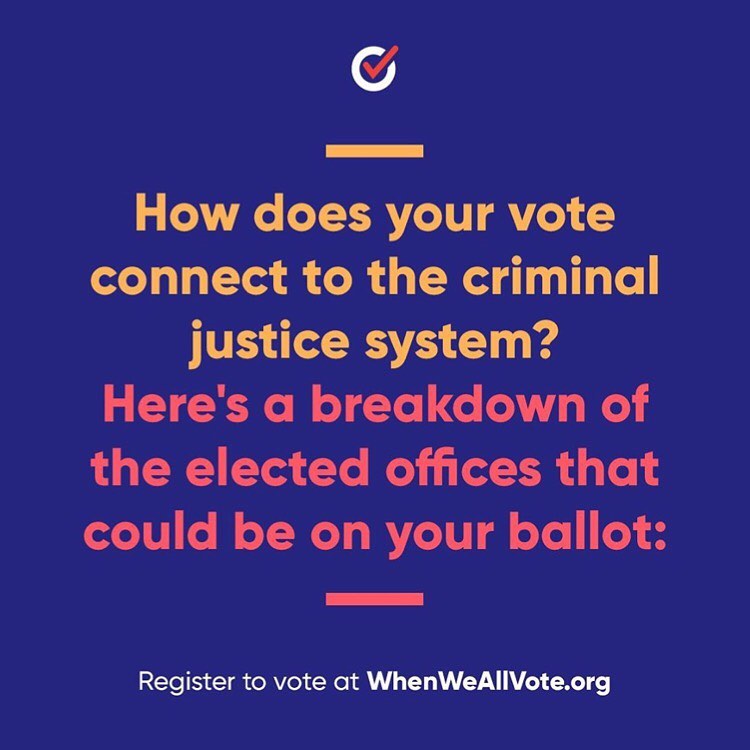 How does your vote
connect to the criminal
justice system?
Here's a breakdown of
the elected offices that
could be on your ballot:
Register to vote at WhenWeAllVote.org